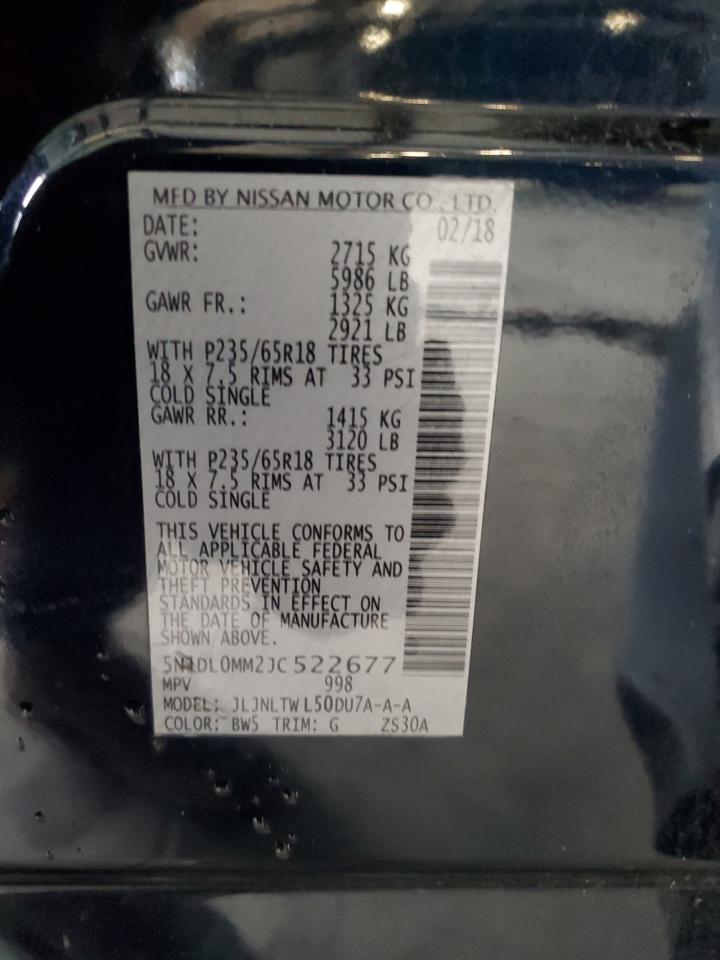 MFD BY NISSAN MOTOR CO., LTD.
DATE: 02/18
GVWR: 2715 KG
5986 LB
GAWR FR.: 1325 KG
2921 LB
WITH P235/65R18 TIRES
18 X 7.5 RIMS AT 33 PSI
COLD SINGLE
GAWR RR.: 1415 KG
3120 LB
WITH P235/65R18 TIRES
18 X 7.5 RIMS AT 33 PSI
COLD SINGLE
THIS VEHICLE CONFORMS TO
ALL APPLICABLE FEDERAL
MOTOR VEHICLE SAFETY AND
THEFT PREVENTION
STANDARDS IN EFFECT ON
THE DATE OF MANUFACTURE
SHOWN ABOVE.
5N1DL0MM2JC522677
MPV 998
MODEL: JLJNLTWL50DU7A-A-A
COLOR: BW5 TRIM: G ZS30A